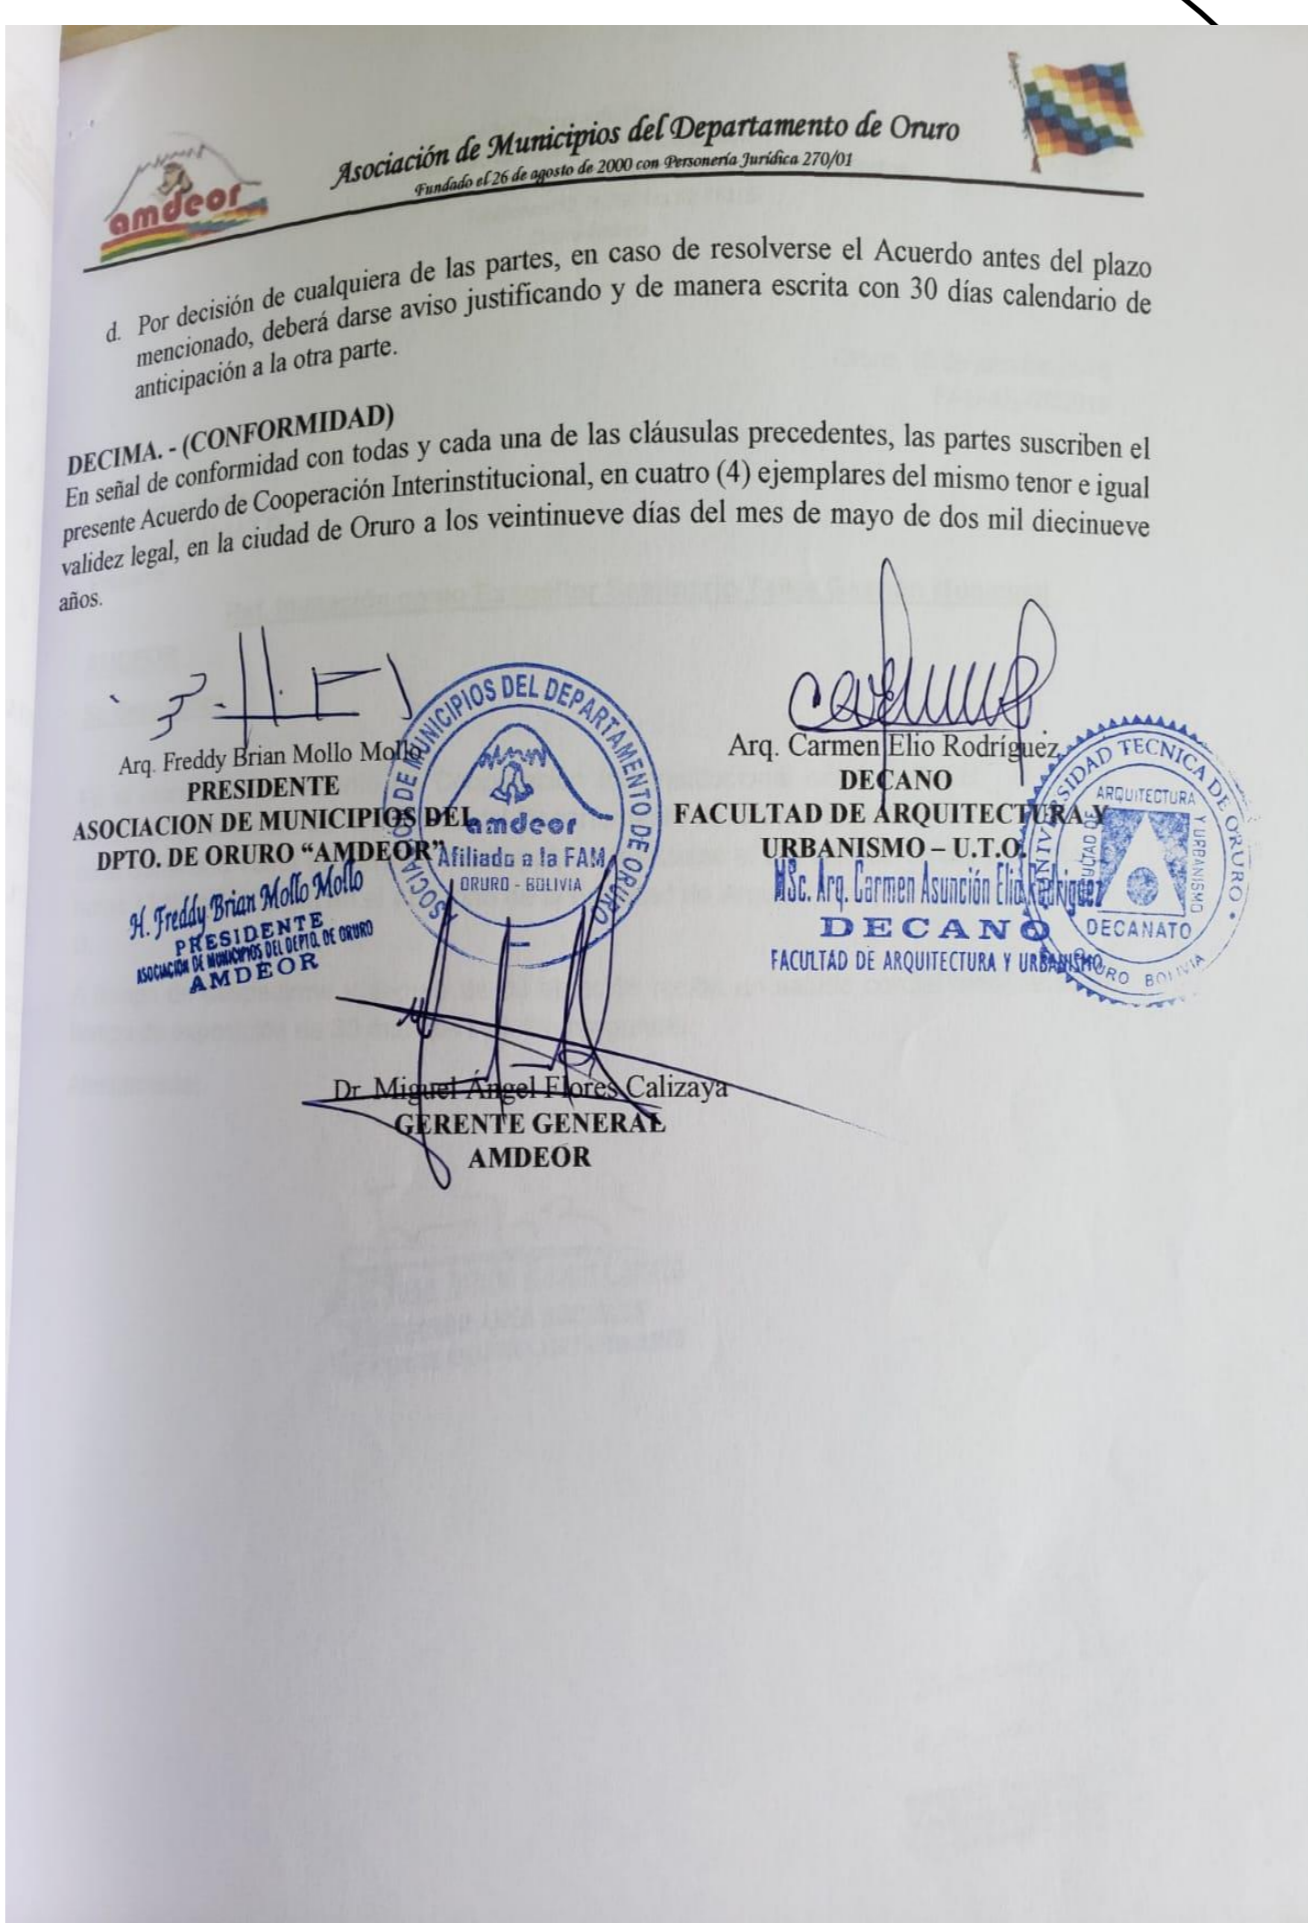 amdeor
Asociación de Municipios del Departamento de Oruro
Fundado el 26 de agosto de 2000 con Personería Jurídica 270/01
d. Por decisión de cualquiera de las partes, en caso de resolverse el Acuerdo antes del plazo
mencionado, deberá darse aviso justificando y de manera escrita con 30 días calendario de
anticipación a la otra parte.
DECIMA. - (CONFORMIDAD)
En señal de conformidad con todas y cada una de las cláusulas precedentes, las partes suscriben el
presente Acuerdo de Cooperación Interinstitucional, en cuatro (4) ejemplares del mismo tenor e igual
validez legal, en la ciudad de Oruro a los veintinueve días del mes de mayo de dos mil diecinueve
años.
Arq. Freddy Brian Mollo Mollo
PRESIDENTE
ASOCIACION DE MUNICIPIOS DEL
DPTO. DE ORURO “AMDEOR”
H. Freddy Brian Mollo Mollo
PRESIDENTE
ASOCIACION DE MUNICIPIOS DEL DEPTO. DE ORURO
AMDEOR
ASOCIACION DE MUNICIPIOS DEL DEPARTAMENTO DE ORURO
amdeor
Afiliado a la FAM
ORURO - BOLIVIA
Arq. Carmen Elio Rodríguez
DECANO
FACULTAD DE ARQUITECTURA Y
URBANISMO – U.T.O.
MSc. Arq. Carmen Asunción Elio Rodriguez
DECANO
FACULTAD DE ARQUITECTURA Y URBANISMO
UNIVERSIDAD TECNICA DE ORURO
FACULTAD DE
ARQUITECTURA
Y URBANISMO
DECANATO
ORURO BOLIVIA
Dr. Miguel Ángel Flores Calizaya
GERENTE GENERAL
AMDEOR